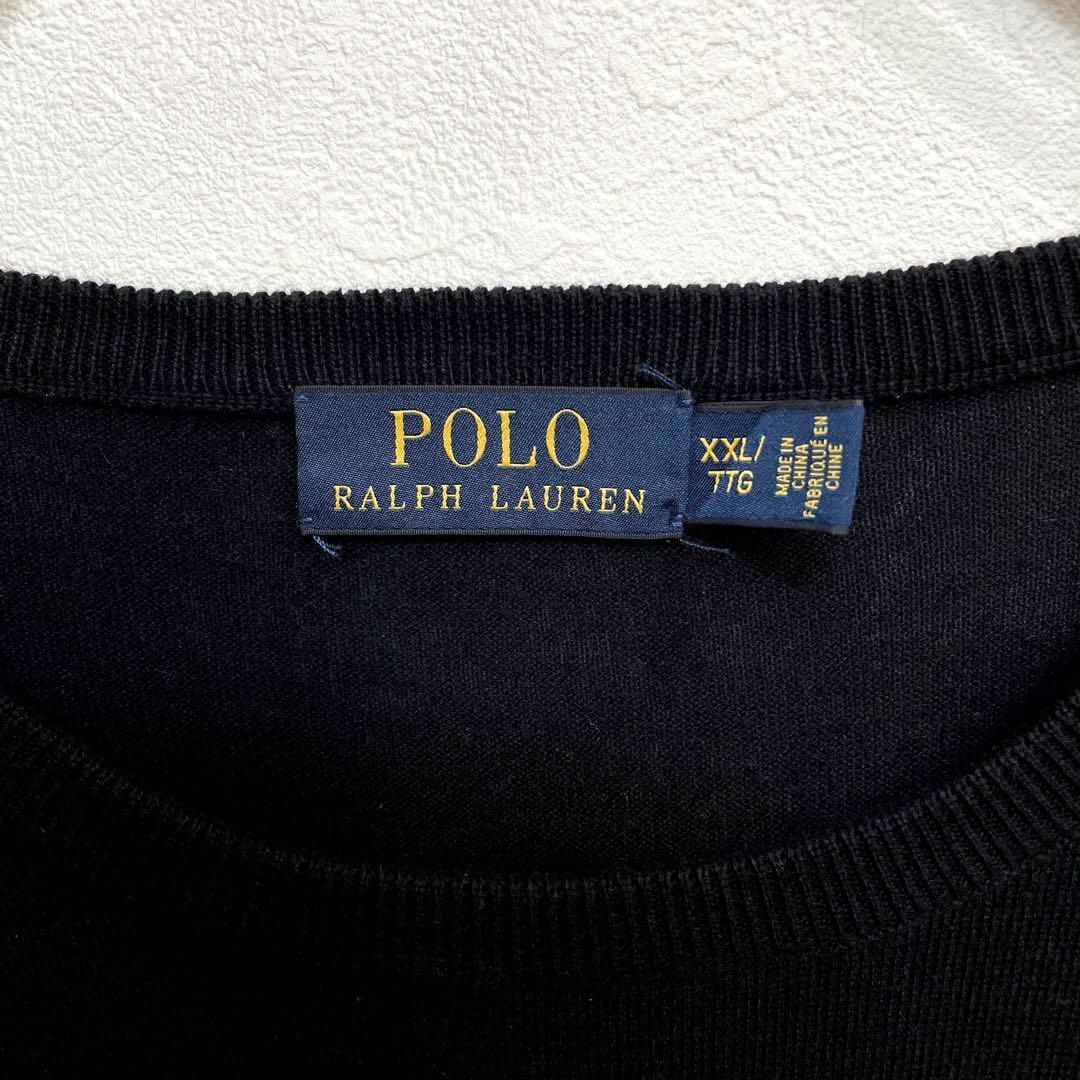 POLO
RALPH LAUREN
XXL/
TTG
MADE IN
CHINA
FABRIQUÉ EN
CHINE